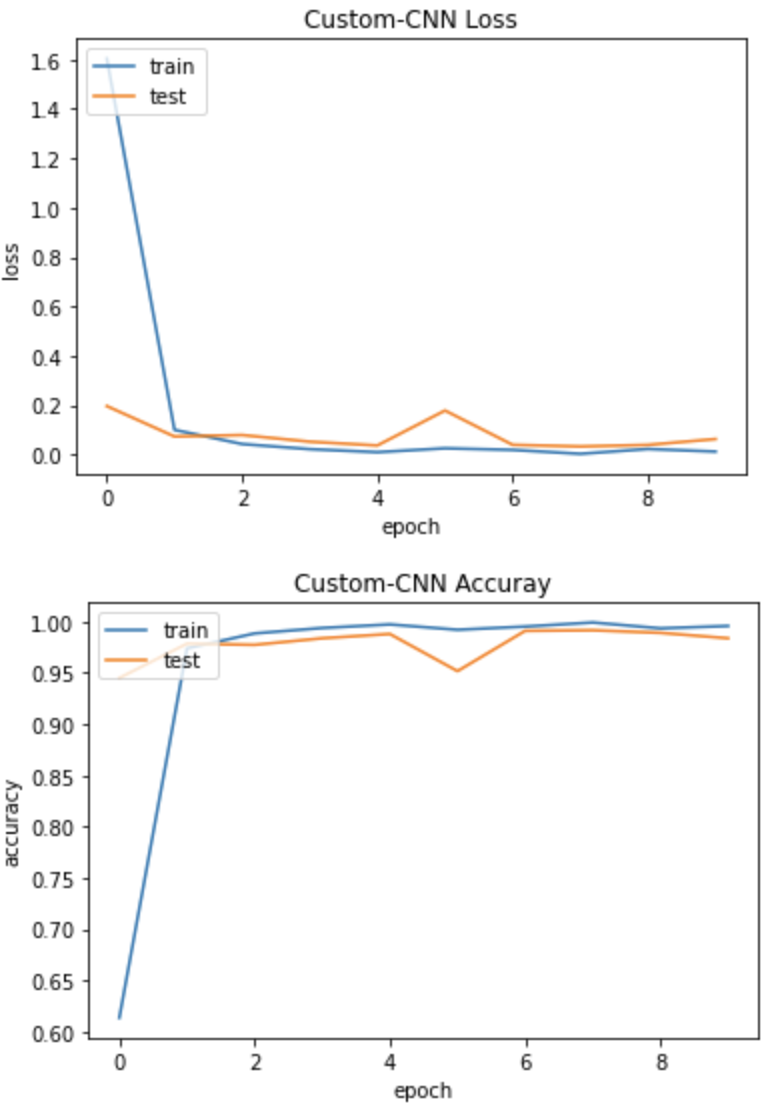 Custom-CNN Loss
train
test
1.6
1.4
1.2
1.0
0.8
0.6
0.4
0.2
0.0
loss
0 2 4 6 8
epoch
Custom-CNN Accuray
train
test
1.00
0.95
0.90
0.85
0.80
0.75
0.70
0.65
0.60
accuracy
0 2 4 6 8
epoch